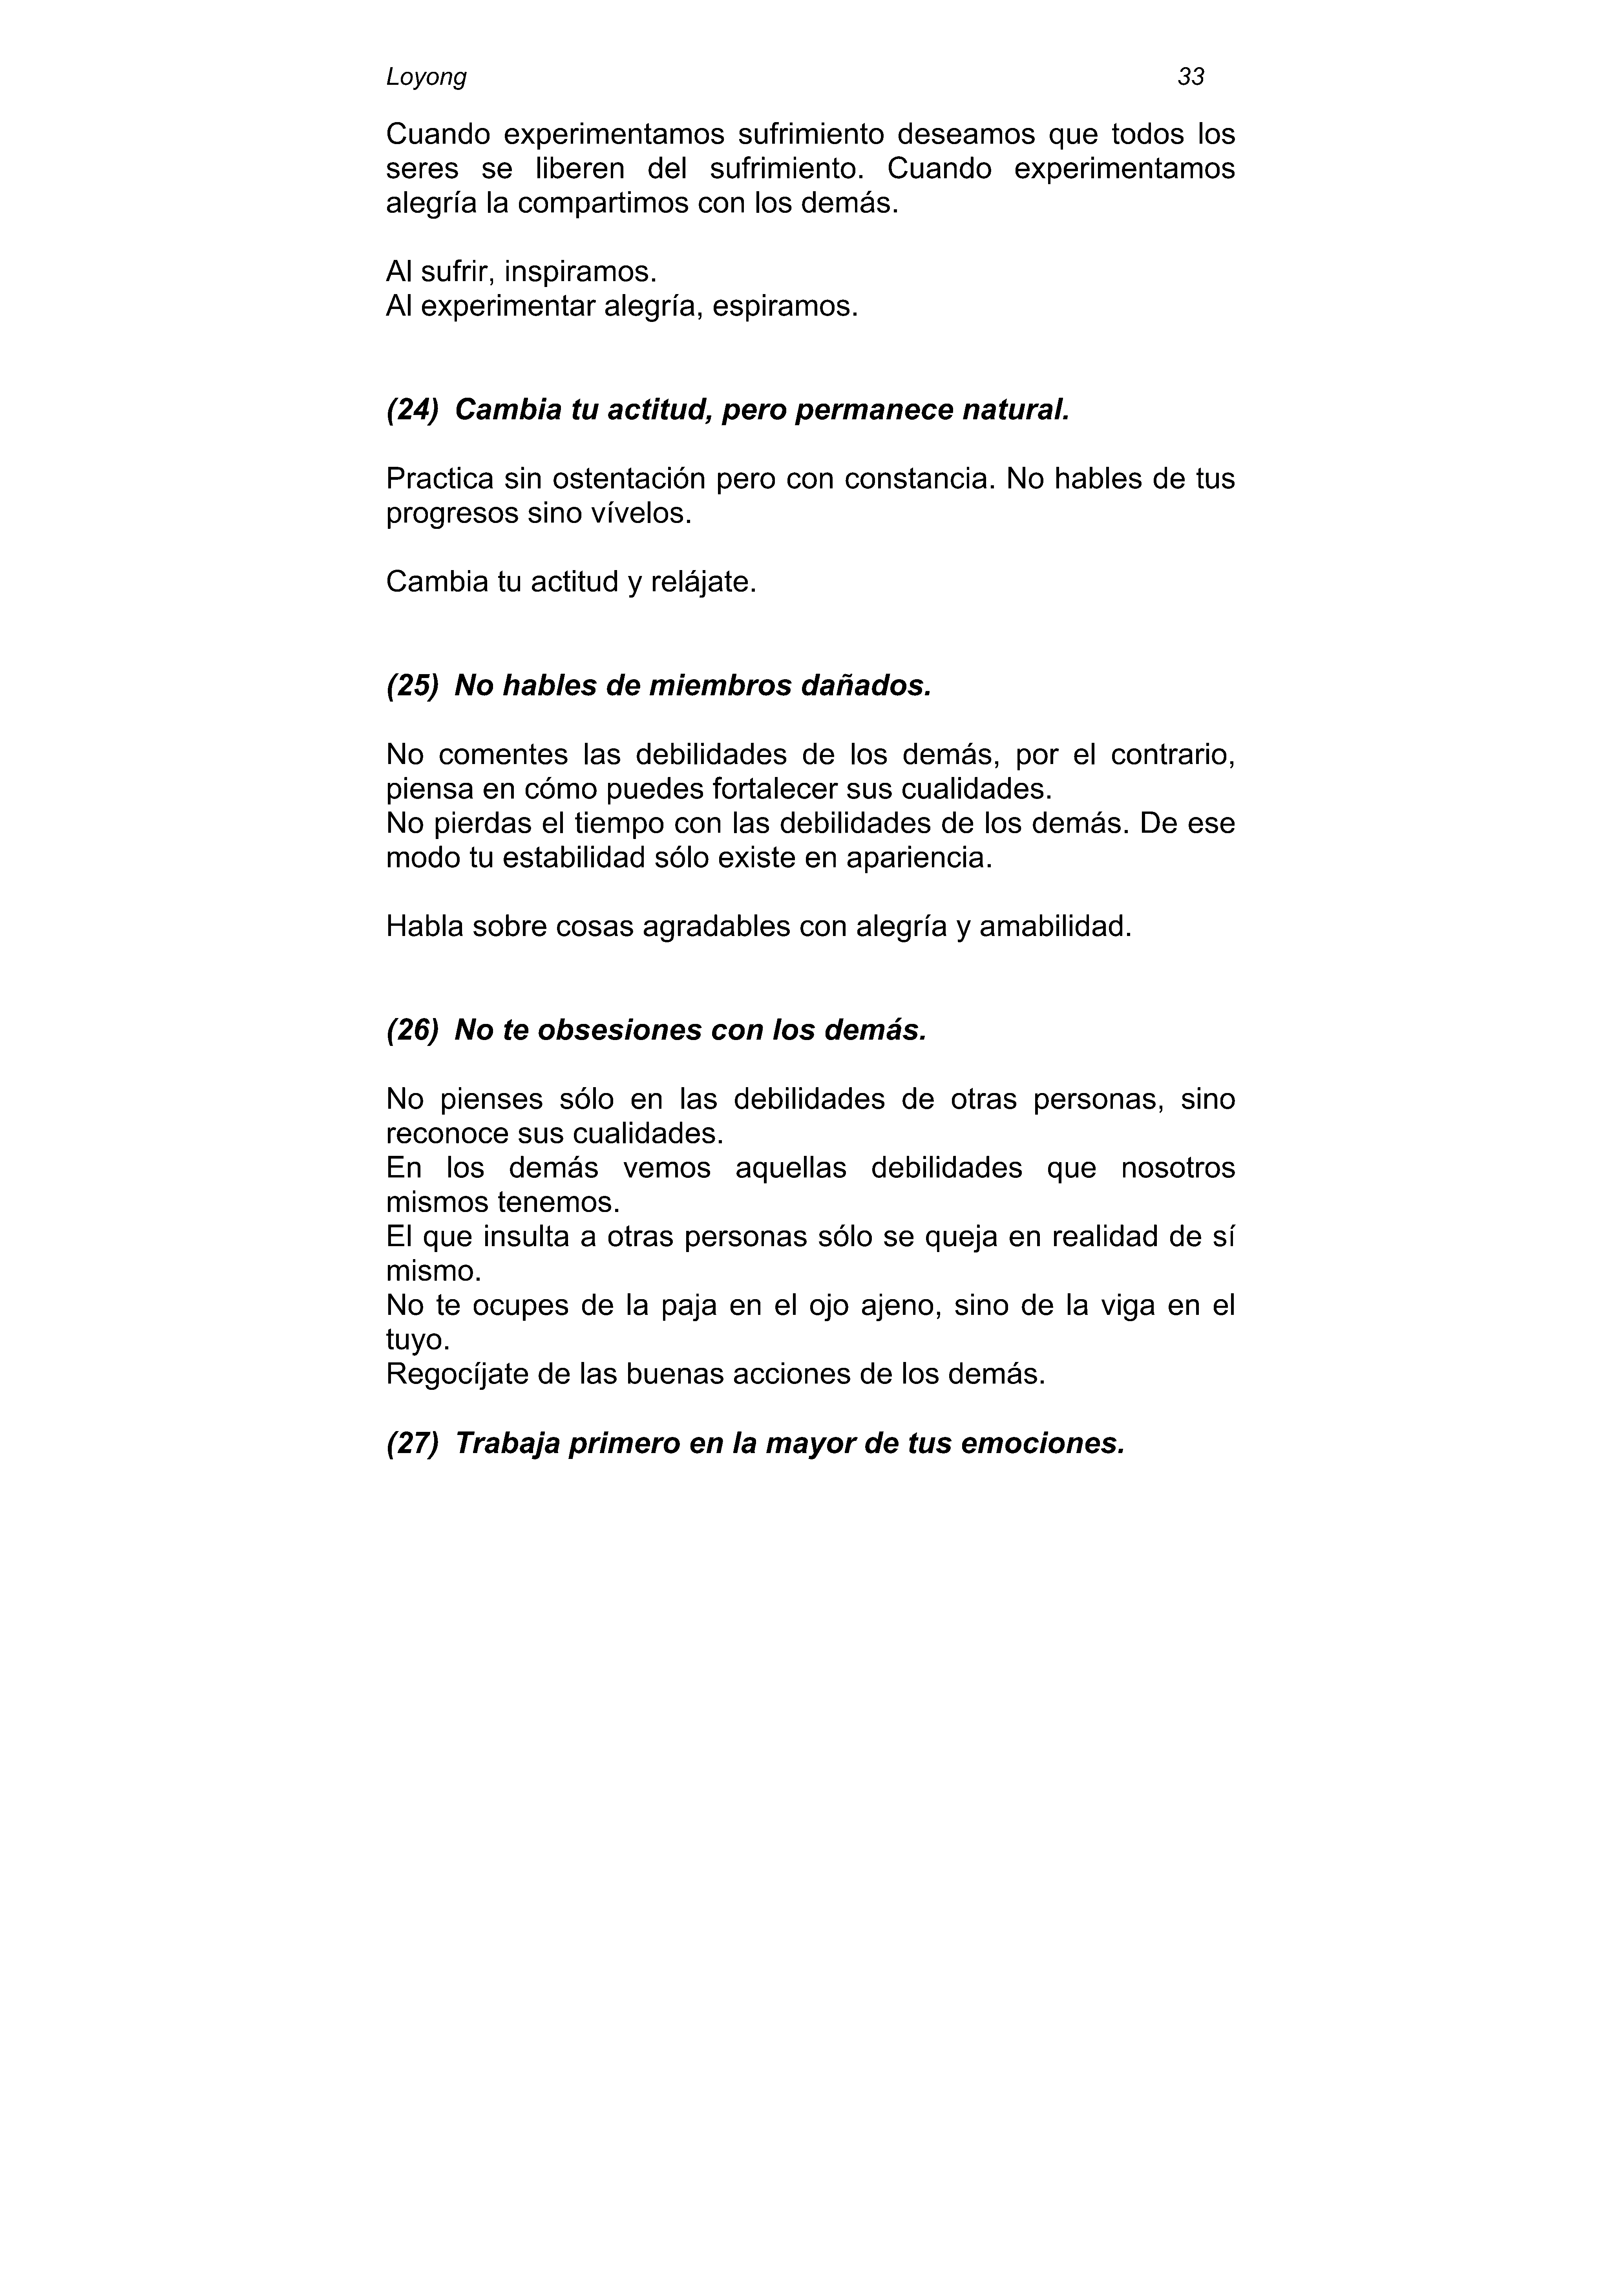 Loyong 33
Cuando experimentamos sufrimiento deseamos que todos los
seres se liberen del sufrimiento. Cuando experimentamos
alegría la compartimos con los demás.
Al sufrir, inspiramos.
Al experimentar alegría, espiramos.
(24) Cambia tu actitud, pero permanece natural.
Practica sin ostentación pero con constancia. No hables de tus
progresos sino vívelos.
Cambia tu actitud y relájate.
(25) No hables de miembros dañados.
No comentes las debilidades de los demás, por el contrario,
piensa en cómo puedes fortalecer sus cualidades.
No pierdas el tiempo con las debilidades de los demás. De ese
modo tu estabilidad sólo existe en apariencia.
Habla sobre cosas agradables con alegría y amabilidad.
(26) No te obsesiones con los demás.
No pienses sólo en las debilidades de otras personas, sino
reconoce sus cualidades.
En los demás vemos aquellas debilidades que nosotros
mismos tenemos.
El que insulta a otras personas sólo se queja en realidad de sí
mismo.
No te ocupes de la paja en el ojo ajeno, sino de la viga en el
tuyo.
Regocíjate de las buenas acciones de los demás.
(27) Trabaja primero en la mayor de tus emociones.